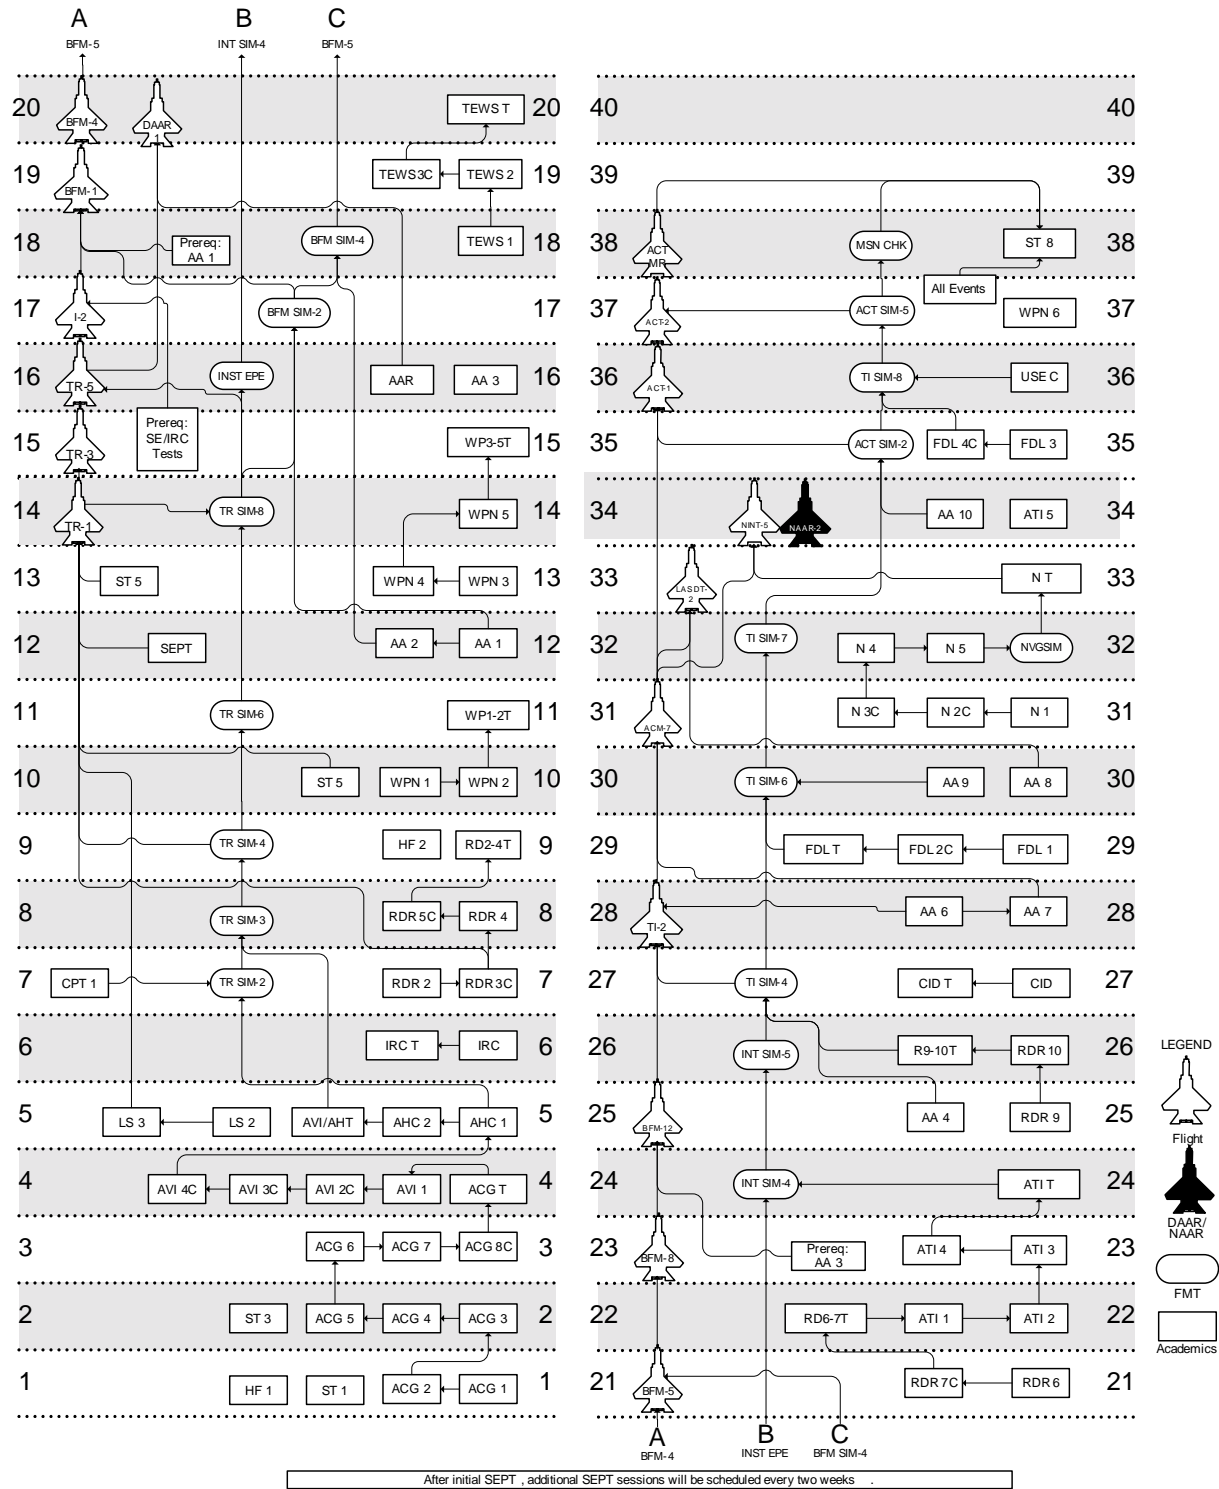 A
B
C
BFM-5
INT SIM-4
BFM-5
20
BFM-4
DAAR 1
TEWS T
20
19
BFM-1
TEWS3C
TEWS 2
19
18
Prereq:
AA 1
BFM SIM-4
TEWS 1
18
17
I-2
BFM SIM-2
17
16
TR-5
INST EPE
AAR
AA 3
16
15
TR-3
Prereq:
SE/IRC
Tests
WP3-5T
15
14
TR-1
TR SIM-8
WPN 5
14
13
ST 5
WPN 4
WPN 3
13
12
SEPT
AA 2
AA 1
12
11
TR SIM-6
WP1-2T
11
10
ST 5
WPN 1
WPN 2
10
9
TR SIM-4
HF 2
RD2-4T
9
8
TR SIM-3
RDR 5C
RDR 4
8
7
CPT 1
TR SIM-2
RDR 2
RDR 3C
7
6
IRC T
IRC
6
5
LS 3
LS 2
AVI/AHT
AHC 2
AHC 1
5
4
AVI 4C
AVI 3C
AVI 2C
AVI 1
ACG T
4
3
ACG 6
ACG 7
ACG 8C
3
2
ST 3
ACG 5
ACG 4
ACG 3
2
1
HF 1
ST 1
ACG 2
ACG 1
1
40
40
39
39
38
ACT
MR
MSN CHK
ST 8
38
All Events
37
ACT-2
ACT SIM-5
WPN 6
37
36
ACT-1
TI SIM-8
USE C
36
35
ACT SIM-2
FDL 4C
FDL 3
35
34
NINT-5
NAAR-2
AA 10
ATI 5
34
33
LASDT-
2
N T
33
32
TI SIM-7
N 4
N 5
NVGSIM
32
31
ACM-7
N 3C
N 2C
N 1
31
30
TI SIM-6
AA 9
AA 8
30
29
FDL T
FDL 2C
FDL 1
29
28
TI-2
AA 6
AA 7
28
27
TI SIM-4
CID T
CID
27
26
INT SIM-5
R9-10T
RDR 10
26
25
BFM-12
AA 4
RDR 9
25
24
INT SIM-4
ATI T
24
23
BFM-8
Prereq:
AA 3
ATI 4
ATI 3
23
22
RD6-7T
ATI 1
ATI 2
22
21
BFM-5
RDR 7C
RDR 6
21
A
B
C
BFM-4
INST EPE
BFM SIM-4
LEGEND
Flight
DAAR/
NAAR
FMT
Academics
After initial SEPT , additional SEPT sessions will be scheduled every two weeks .